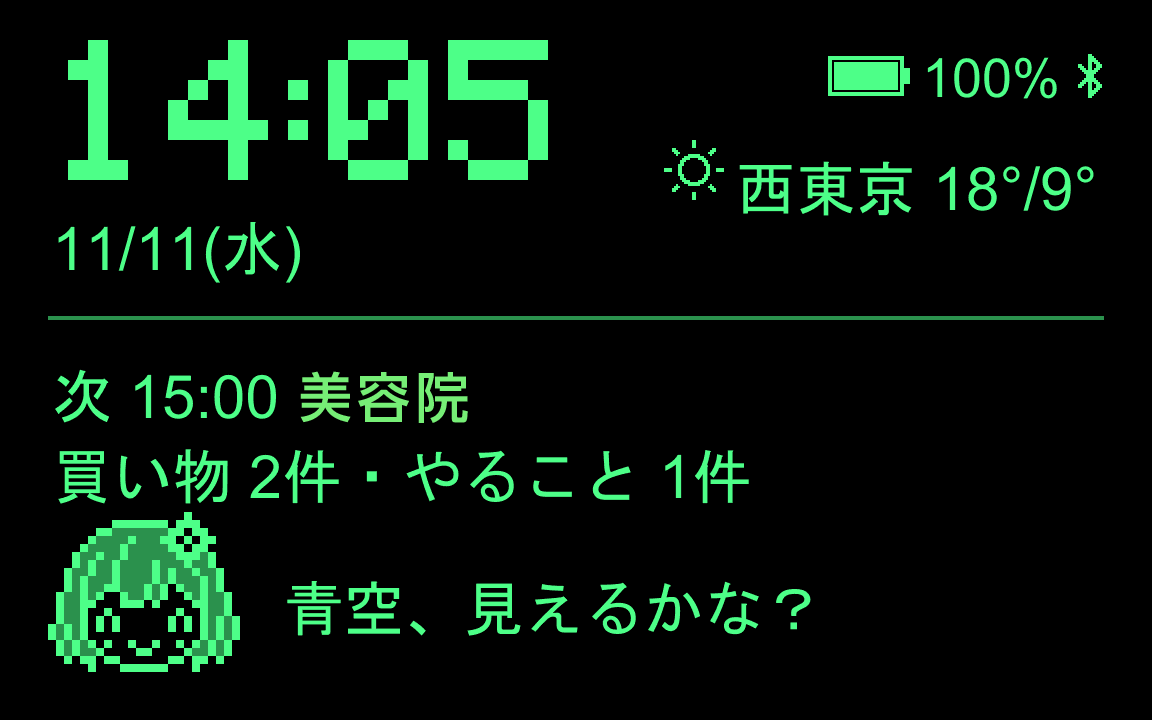 14:05
100%
西東京 18°/9°
11/11(水)
次 15:00 美容院
買い物 2件・やること 1件
青空、見えるかな？